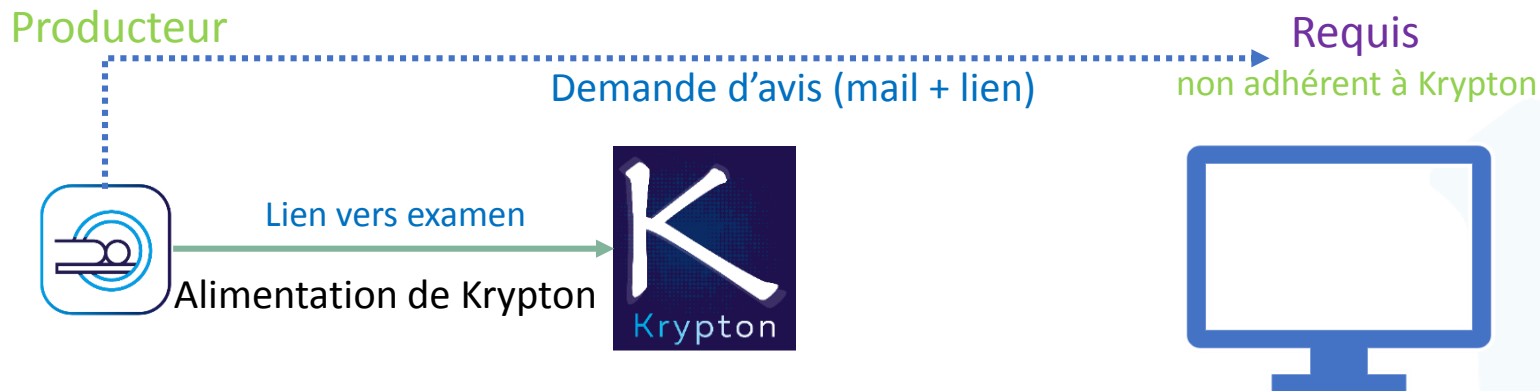 Producteur
Requis
Demande d’avis (mail + lien)
non adhérent à Krypton
Lien vers examen
Alimentation de Krypton
K
Krypton